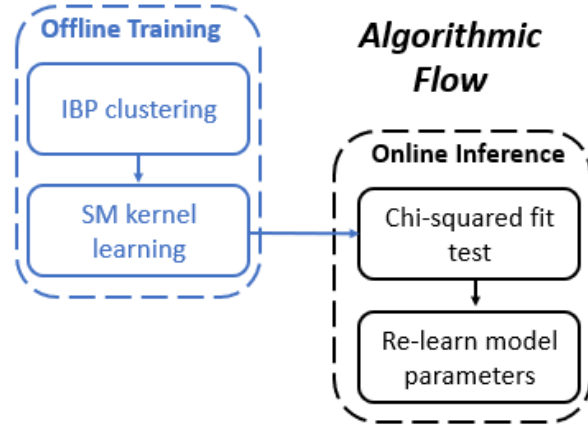 Offline Training
IBP clustering
SM kernel
learning
Algorithmic
Flow
Online Inference
Chi-squared fit
test
Re-learn model
parameters